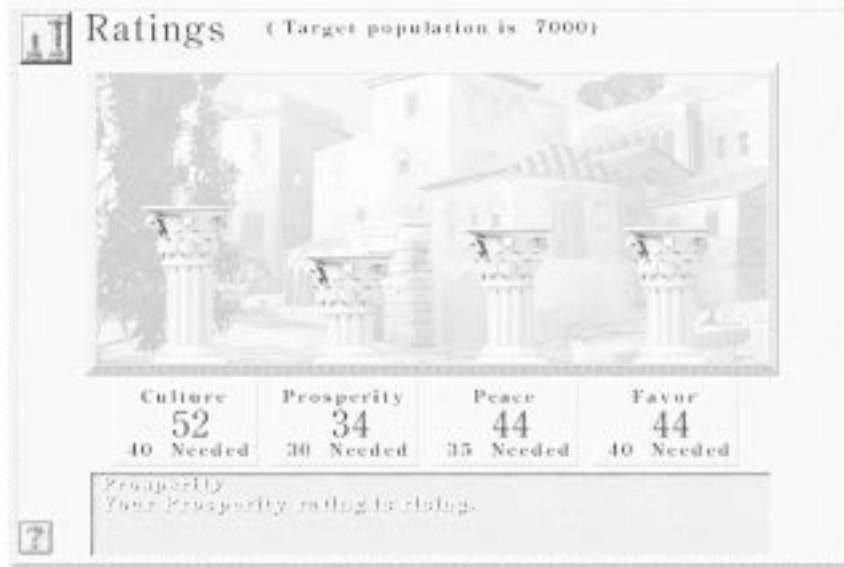 Ratings (Target population is 7000)
Culture Prosperity Peace Favor
52 34 44 44
40 Needed 30 Needed 35 Needed 40 Needed
Prosperity
Your Prosperity rating is rising.
?